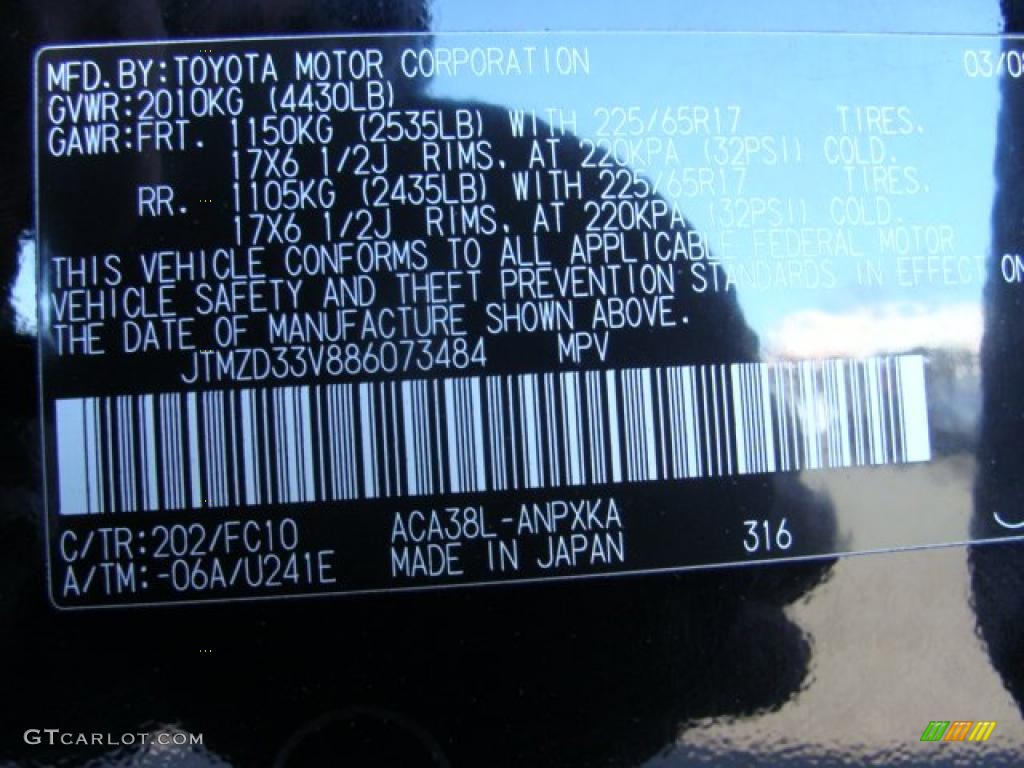 MFD. BY: TOYOTA MOTOR CORPORATION 03/08
GVWR: 2010KG (4430LB)
GAWR: FRT. 1150KG (2535LB) WITH 225/65R17 TIRES.
17X6 1/2J RIMS, AT 220KPA (32PSI) COLD.
RR. 1105KG (2435LB) WITH 225/65R17 TIRES.
17X6 1/2J RIMS, AT 220KPA (32PSI) COLD.
THIS VEHICLE CONFORMS TO ALL APPLICABLE FEDERAL MOTOR
VEHICLE SAFETY AND THEFT PREVENTION STANDARDS IN EFFECT ON
THE DATE OF MANUFACTURE SHOWN ABOVE.
JTMZD33V886073484 MPV
C/TR: 202/FC10 ACA38L-ANPXKA 316
A/TM: -06A/U241E MADE IN JAPAN
GTCARLOT.COM